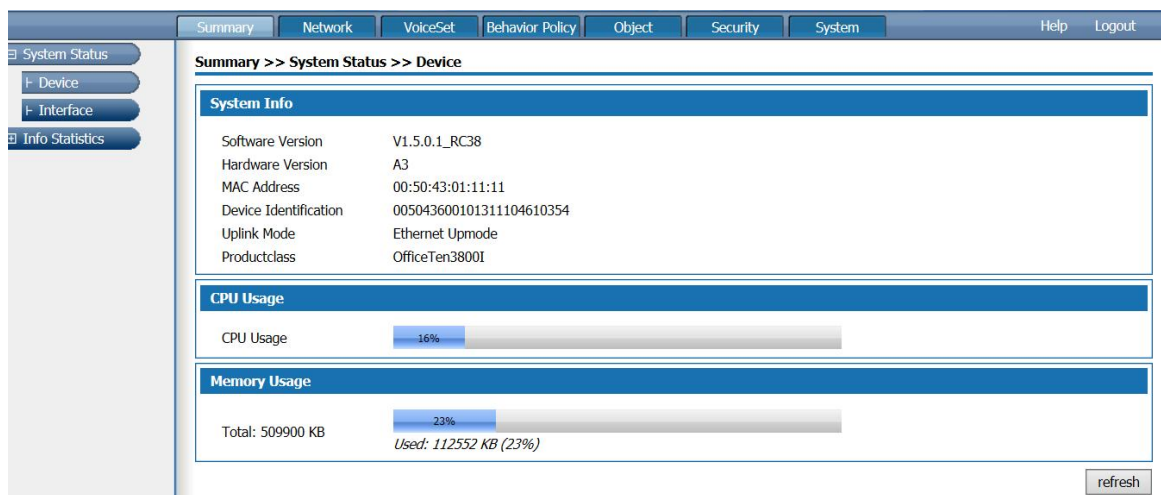 Summary Network VoiceSet Behavior Policy Object Security System Help Logout
System Status
Device
Interface
Info Statistics
Summary >> System Status >> Device
System Info
Software Version V1.5.0.1_RC38
Hardware Version A3
MAC Address 00:50:43:01:11:11
Device Identification 005043600101311104610354
Uplink Mode Ethernet Upmode
Productclass OfficeTen3800I
CPU Usage
CPU Usage 16%
Memory Usage
Total: 509900 KB 23%
Used: 112552 KB (23%)
refresh